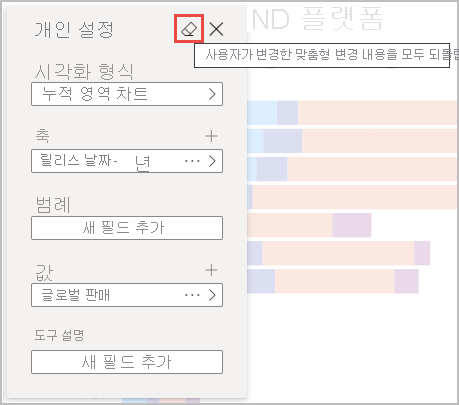 개인 설정
ND 플랫폼
사용자가 변경한 맞춤형 변경 내용을 모두
시각화 형식
누적 영역 차트
축
릴리스 날짜- 년
범례
새 필드 추가
값
글로벌 판매
도구 설명
새 필드 추가